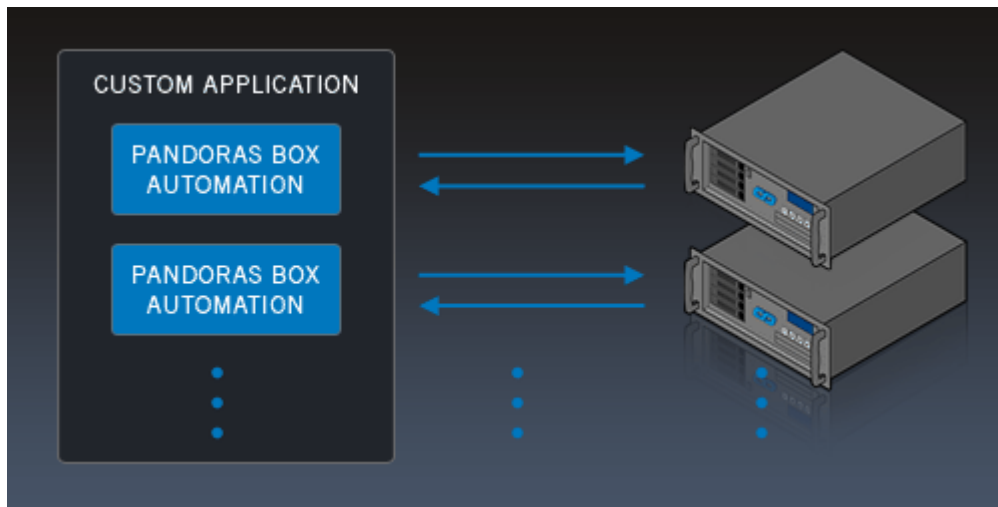 CUSTOM APPLICATION
PANDORAS BOX
AUTOMATION
PANDORAS BOX
AUTOMATION